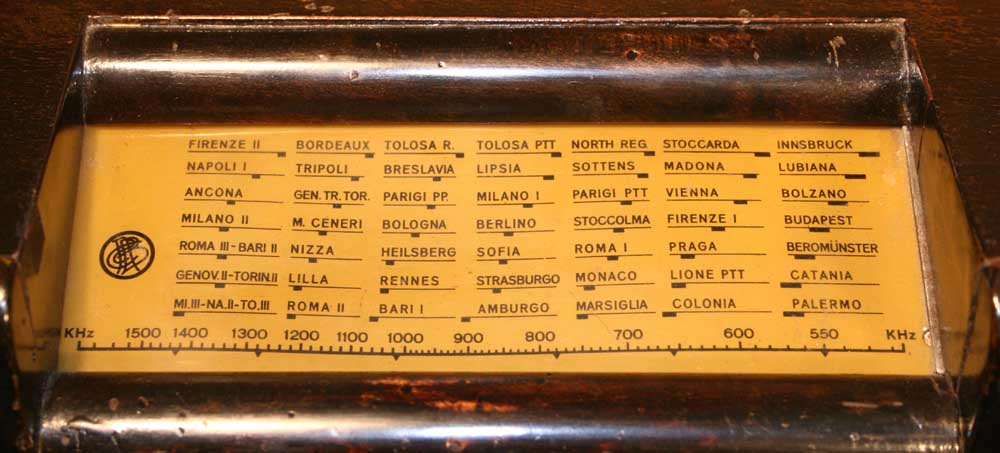 FIRENZE II BORDEAUX TOLOSA R. TOLOSA PTT NORTH REG. STOCCARDA INNSBRUCK
NAPOLI I TRIPOLI BRESLAVIA LIPSIA SOTTENS MADONA LUBIANA
ANCONA GEN. TR. TOR. PARIGI PP. MILANO I PARIGI PTT VIENNA BOLZANO
MILANO II M. CENERI BOLOGNA BERLINO STOCCOLMA FIRENZE I BUDAPEST
ROMA III-BARI II NIZZA HEILSBERG SOFIA ROMA I PRAGA BEROMÜNSTER
GENOV.II-TORIN.II LILLA RENNES STRASBURGO MONACO LIONE PTT CATANIA
MI.III-NA.II-TO.III ROMA II BARI I AMBURGO MARSIGLIA COLONIA PALERMO
KHz 1500 1400 1300 1200 1100 1000 900 800 700 600 550 KHz